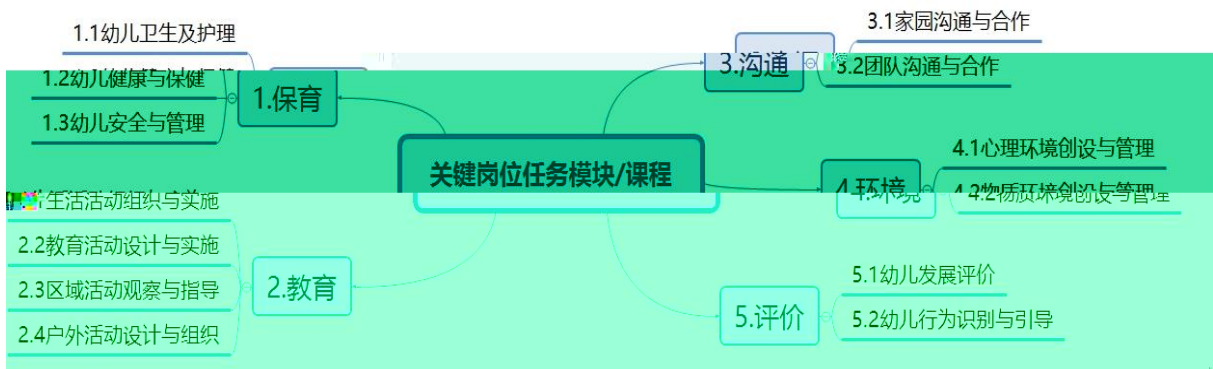 1.1幼儿卫生及护理
1.2幼儿健康与保健
1.3幼儿安全与管理
1.保育
关键岗位任务模块/课程
生活活动组织与实施
2.2教育活动设计与实施
2.3区域活动观察与指导
2.4户外活动设计与组织
2.教育
3.沟通
3.1家园沟通与合作
3.2团队沟通与合作
4.环境
4.1心理环境创设与管理
4.2物质环境创设与管理
5.评价
5.1幼儿发展评价
5.2幼儿行为识别与引导